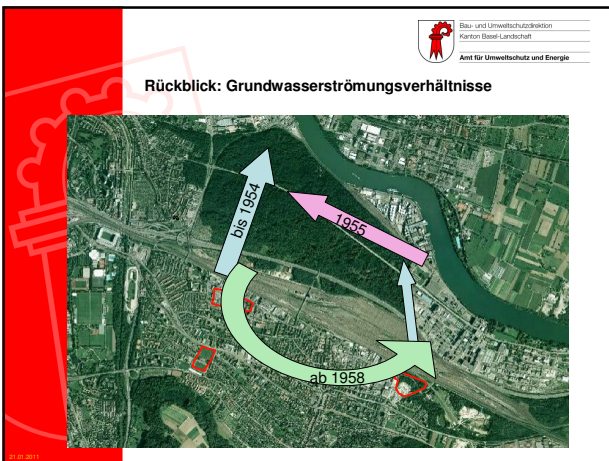 Bau- und Umweltschutzdirektion
Kanton Basel-Landschaft
Amt für Umweltschutz und Energie
Rückblick: Grundwasserströmungsverhältnisse
bis 1954
1955
ab 1958
21.01.2011